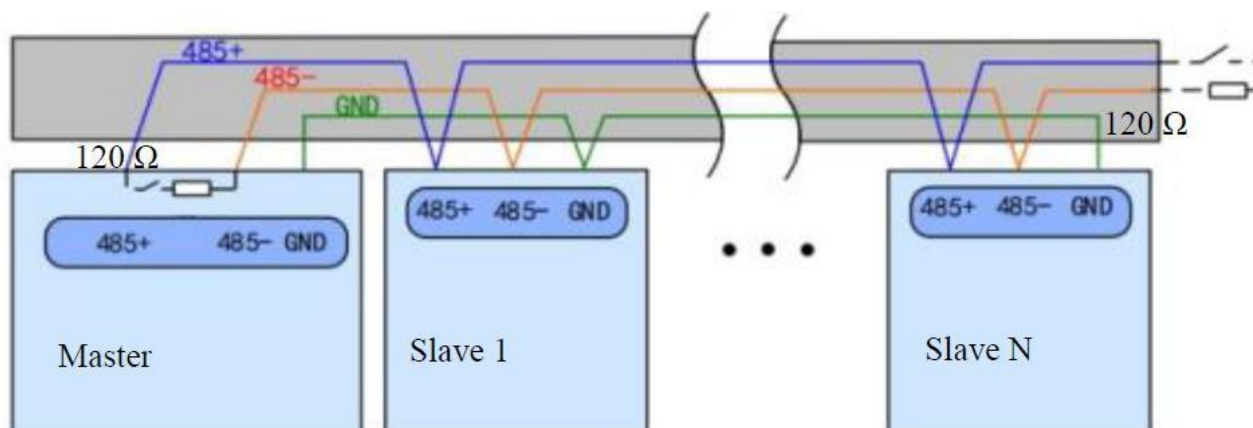 485+
485-
GND
120 Ω
120 Ω
485+ 485- GND
485+ 485- GND
485+ 485- GND
Master
Slave 1
Slave N